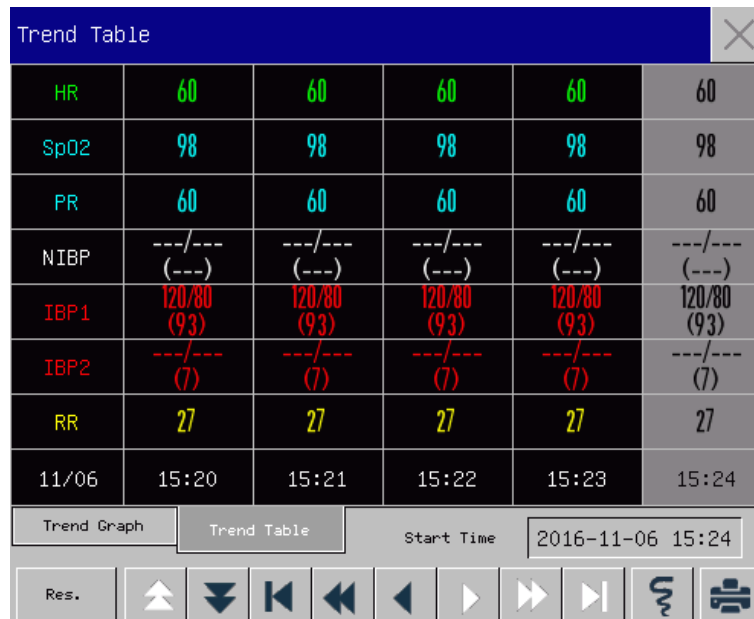 Trend Table
HR 60 60 60 60 60
SpO2 98 98 98 98 98
PR 60 60 60 60 60
NIBP ---/--- ---/--- ---/--- ---/--- ---/---
(---) (---) (---) (---) (---)
IBP1 120/80 120/80 120/80 120/80 120/80
(93) (93) (93) (93) (93)
IBP2 ---/--- ---/--- ---/--- ---/--- ---/---
(7) (7) (7) (7) (7)
RR 27 27 27 27 27
11/06 15:20 15:21 15:22 15:23 15:24
Trend Graph Trend Table Start Time 2016-11-06 15:24
Res.